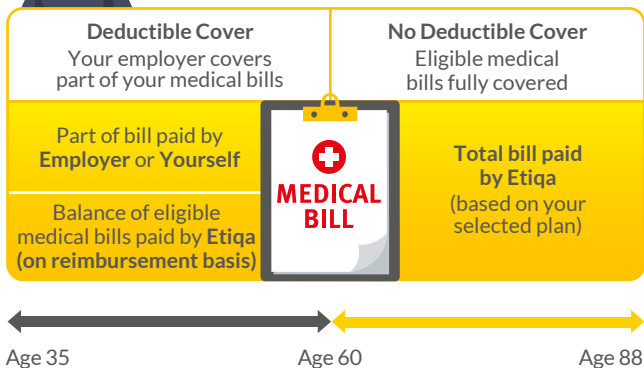 Deductible Cover
Your employer covers
part of your medical bills
No Deductible Cover
Eligible medical
bills fully covered
Part of bill paid by
Employer or Yourself
Balance of eligible
medical bills paid by Etiqa
(on reimbursement basis)
MEDICAL
BILL
Total bill paid
by Etiqa
(based on your
selected plan)
Age 35
Age 60
Age 88